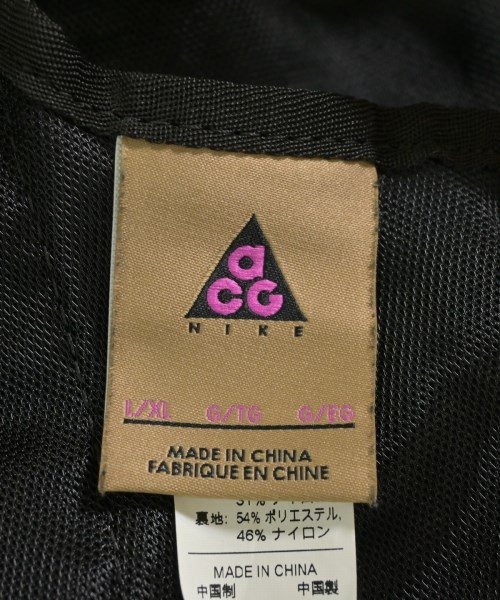 a
CG
NIKE
L/XL G/TG G/EG
MADE IN CHINA
FABRIQUE EN CHINE
裏地: 54% ポリエステル,
46% ナイロン
MADE IN CHINA
中国制 中国製